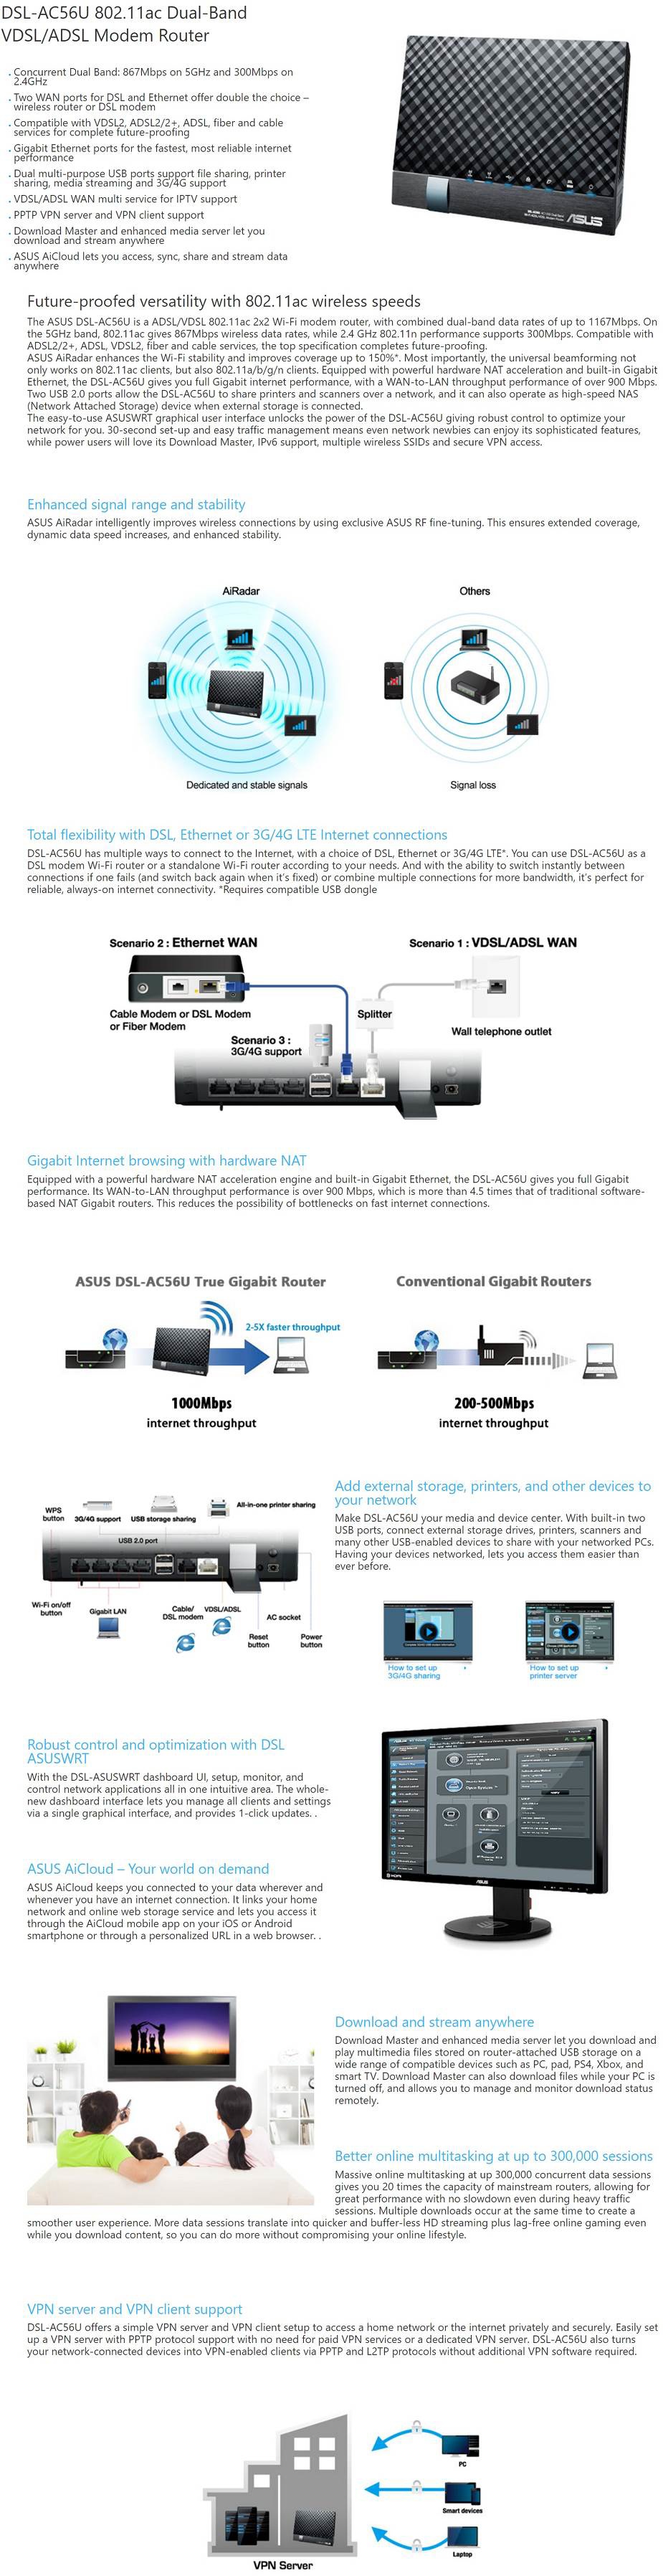 DSL-AC56U 802.11ac Dual-Band
VDSL/ADSL Modem Router
. Concurrent Dual Band: 867Mbps on 5GHz and 300Mbps on
2.4GHz
. Two WAN ports for DSL and Ethernet offer double the choice –
wireless router or DSL modem
. Compatible with VDSL2, ADSL2/2+, ADSL, fiber and cable
services for complete future-proofing
. Gigabit Ethernet ports for the fastest, most reliable internet
performance
. Dual multi-purpose USB ports support file sharing, printer
sharing, media streaming and 3G/4G support
. VDSL/ADSL WAN multi service for IPTV support
. PPTP VPN server and VPN client support
. Download Master and enhanced media server let you
download and stream anywhere
. ASUS AiCloud lets you access, sync, share and stream data
anywhere
ASUS
Future-proofed versatility with 802.11ac wireless speeds
The ASUS DSL-AC56U is a ADSL/VDSL 802.11ac 2x2 Wi-Fi modem router, with combined dual-band data rates of up to 1167Mbps. On
the 5GHz band, 802.11ac gives 867Mbps wireless data rates, while 2.4 GHz 802.11n performance supports 300Mbps. Compatible with
ADSL2/2+, ADSL, VDSL2, fiber and cable services, the top specification completes future-proofing.
ASUS AiRadar enhances the Wi-Fi stability and improves coverage up to 150%*. Most importantly, the universal beamforming not
only works on 802.11ac clients, but also 802.11a/b/g/n clients. Equipped with powerful hardware NAT acceleration and built-in Gigabit
Ethernet, the DSL-AC56U gives you full Gigabit internet performance, with a WAN-to-LAN throughput performance of over 900 Mbps.
Two USB 2.0 ports allow the DSL-AC56U to share printers and scanners over a network, and it can also operate as high-speed NAS
(Network Attached Storage) device when external storage is connected.
The easy-to-use ASUSWRT graphical user interface unlocks the power of the DSL-AC56U giving robust control to optimize your
network for you. 30-second set-up and easy traffic management means even network newbies can enjoy its sophisticated features,
while power users will love its Download Master, IPv6 support, multiple wireless SSIDs and secure VPN access.
Enhanced signal range and stability
ASUS AiRadar intelligently improves wireless connections by using exclusive ASUS RF fine-tuning. This ensures extended coverage,
dynamic data speed increases, and enhanced stability.
AiRadar
Others
Dedicated and stable signals
Signal loss
Total flexibility with DSL, Ethernet or 3G/4G LTE Internet connections
DSL-AC56U has multiple ways to connect to the Internet, with a choice of DSL, Ethernet or 3G/4G LTE*. You can use DSL-AC56U as a
DSL modem Wi-Fi router or a standalone Wi-Fi router according to your needs. And with the ability to switch instantly between
connections if one fails (and switch back again when it's fixed) or combine multiple connections for more bandwidth, it's perfect for
reliable, always-on internet connectivity. *Requires compatible USB dongle
Scenario 2 : Ethernet WAN
Scenario 1 : VDSL/ADSL WAN
Cable Modem or DSL Modem
or Fiber Modem
Splitter
Wall telephone outlet
Scenario 3 :
3G/4G support
Gigabit Internet browsing with hardware NAT
Equipped with a powerful hardware NAT acceleration engine and built-in Gigabit Ethernet, the DSL-AC56U gives you full Gigabit
performance. Its WAN-to-LAN throughput performance is over 900 Mbps, which is more than 4.5 times that of traditional software-
based NAT Gigabit routers. This reduces the possibility of bottlenecks on fast internet connections.
ASUS DSL-AC56U True Gigabit Router
Conventional Gigabit Routers
2-5X faster throughput
1000Mbps
internet throughput
200-500Mbps
internet throughput
WPS
button
3G/4G support
USB storage sharing
All-in-one printer sharing
USB 2.0 port
Wi-Fi on/off
button
Gigabit LAN
Cable/
DSL modem
VDSL/ADSL
Reset
button
AC socket
Power
button
Add external storage, printers, and other devices to
your network
Make DSL-AC56U your media and device center. With built-in two
USB ports, connect external storage drives, printers, scanners and
many other USB-enabled devices to share with your networked PCs.
Having your devices networked, lets you access them easier than
ever before.
How to set up
3G/4G sharing
How to set up
printer server
Robust control and optimization with DSL
ASUSWRT
With the DSL-ASUSWRT dashboard UI, setup, monitor, and
control network applications all in one intuitive area. The whole-
new dashboard interface lets you manage all clients and settings
via a single graphical interface, and provides 1-click updates. .
ASUS AiCloud – Your world on demand
ASUS AiCloud keeps you connected to your data wherever and
whenever you have an internet connection. It links your home
network and online web storage service and lets you access it
through the AiCloud mobile app on your iOS or Android
smartphone or through a personalized URL in a web browser. .
HDMI
ASUS
Download and stream anywhere
Download Master and enhanced media server let you download and
play multimedia files stored on router-attached USB storage on a
wide range of compatible devices such as PC, pad, PS4, Xbox, and
smart TV. Download Master can also download files while your PC is
turned off, and allows you to manage and monitor download status
remotely.
Better online multitasking at up to 300,000 sessions
Massive online multitasking at up 300,000 concurrent data sessions
gives you 20 times the capacity of mainstream routers, allowing for
great performance with no slowdown even during heavy traffic
sessions. Multiple downloads occur at the same time to create a
smoother user experience. More data sessions translate into quicker and buffer-less HD streaming plus lag-free online gaming even
while you download content, so you can do more without compromising your online lifestyle.
VPN server and VPN client support
DSL-AC56U offers a simple VPN server and VPN client setup to access a home network or the internet privately and securely. Easily set
up a VPN server with PPTP protocol support with no need for paid VPN services or a dedicated VPN server. DSL-AC56U also turns
your network-connected devices into VPN-enabled clients via PPTP and L2TP protocols without additional VPN software required.
PC
Smart devices
Laptop
VPN Server